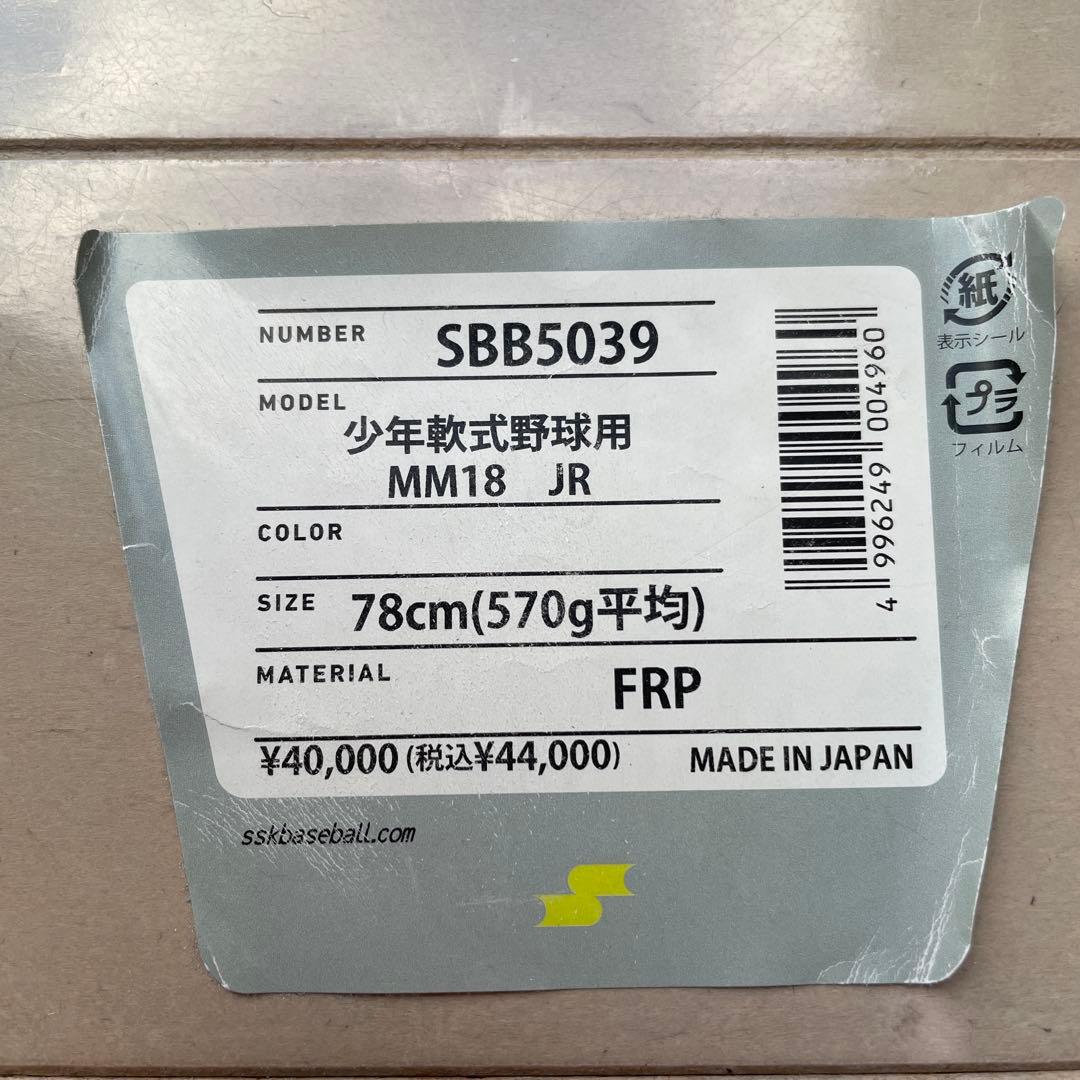 NUMBER SBB5039
MODEL
少年軟式野球用
MM18 JR
COLOR
SIZE 78cm(570g平均)
MATERIAL FRP
¥40,000 (税込¥44,000) MADE IN JAPAN
sskbaseball.com
4 996249 004960
紙
表示シール
プラ
フィルム